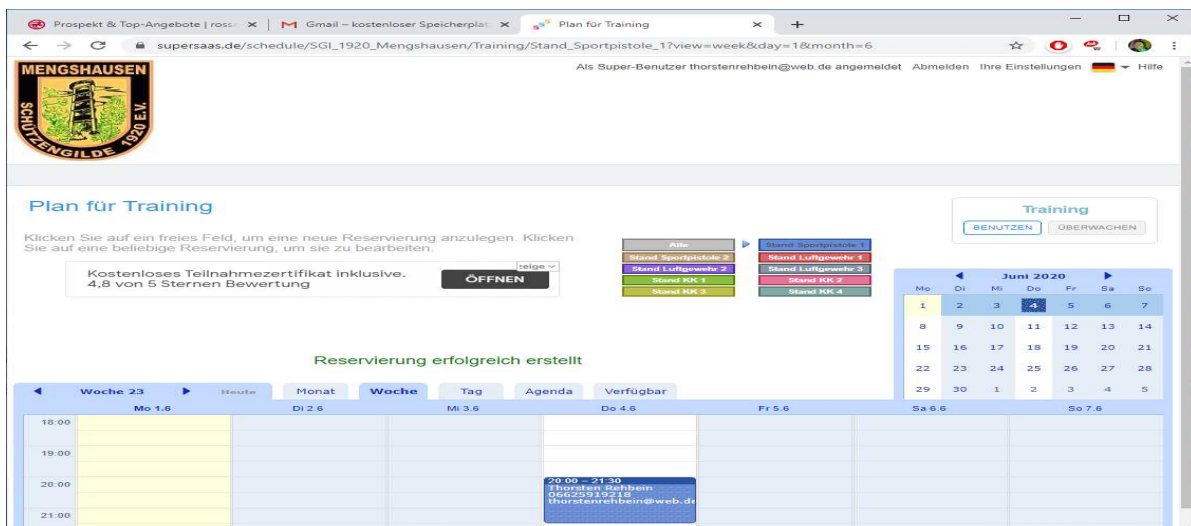 Prospekt & Top-Angebote | ross
Gmail – kostenloser Speicherplat
Plan für Training
supersaas.de/schedule/SGI_1920_Mengshausen/Training/Stand_Sportpistole_1?view=week&day=1&month=6
MENGSHAUSEN
SCHÜTZENGILDE 1920 E.V.
Als Super-Benutzer thorstenrehbein@web.de angemeldet Abmelden Ihre Einstellungen Hilfe
Plan für Training
Klicken Sie auf ein freies Feld, um eine neue Reservierung anzulegen. Klicken
Sie auf eine beliebige Reservierung, um sie zu bearbeiten.
Kostenloses Teilnahmezertifikat inklusive.
4,8 von 5 Sternen Bewertung
ÖFFNEN
zeige
Alle Stand Sportpistole 1
Stand Sportpistole 2 Stand Luftgewehr 1
Stand Luftgewehr 2 Stand Luftgewehr 3
Stand KK 1 Stand KK 2
Stand KK 3 Stand KK 4
Training
BENUTZEN ÜBERWACHEN
Juni 2020
Mo Di Mi Do Fr Sa So
1 2 3 4 5 6 7
8 9 10 11 12 13 14
15 16 17 18 19 20 21
22 23 24 25 26 27 28
29 30 1 2 3 4 5
Reservierung erfolgreich erstellt
Woche 23 Heute Monat Woche Tag Agenda Verfügbar
Mo 1.6 Di 2.6 Mi 3.6 Do 4.6 Fr 5.6 Sa 6.6 So 7.6
18:00
19:00
20:00
21:00
20:00 – 21:30
Thorsten Rehbein
06625919218
thorstenrehbein@web.de